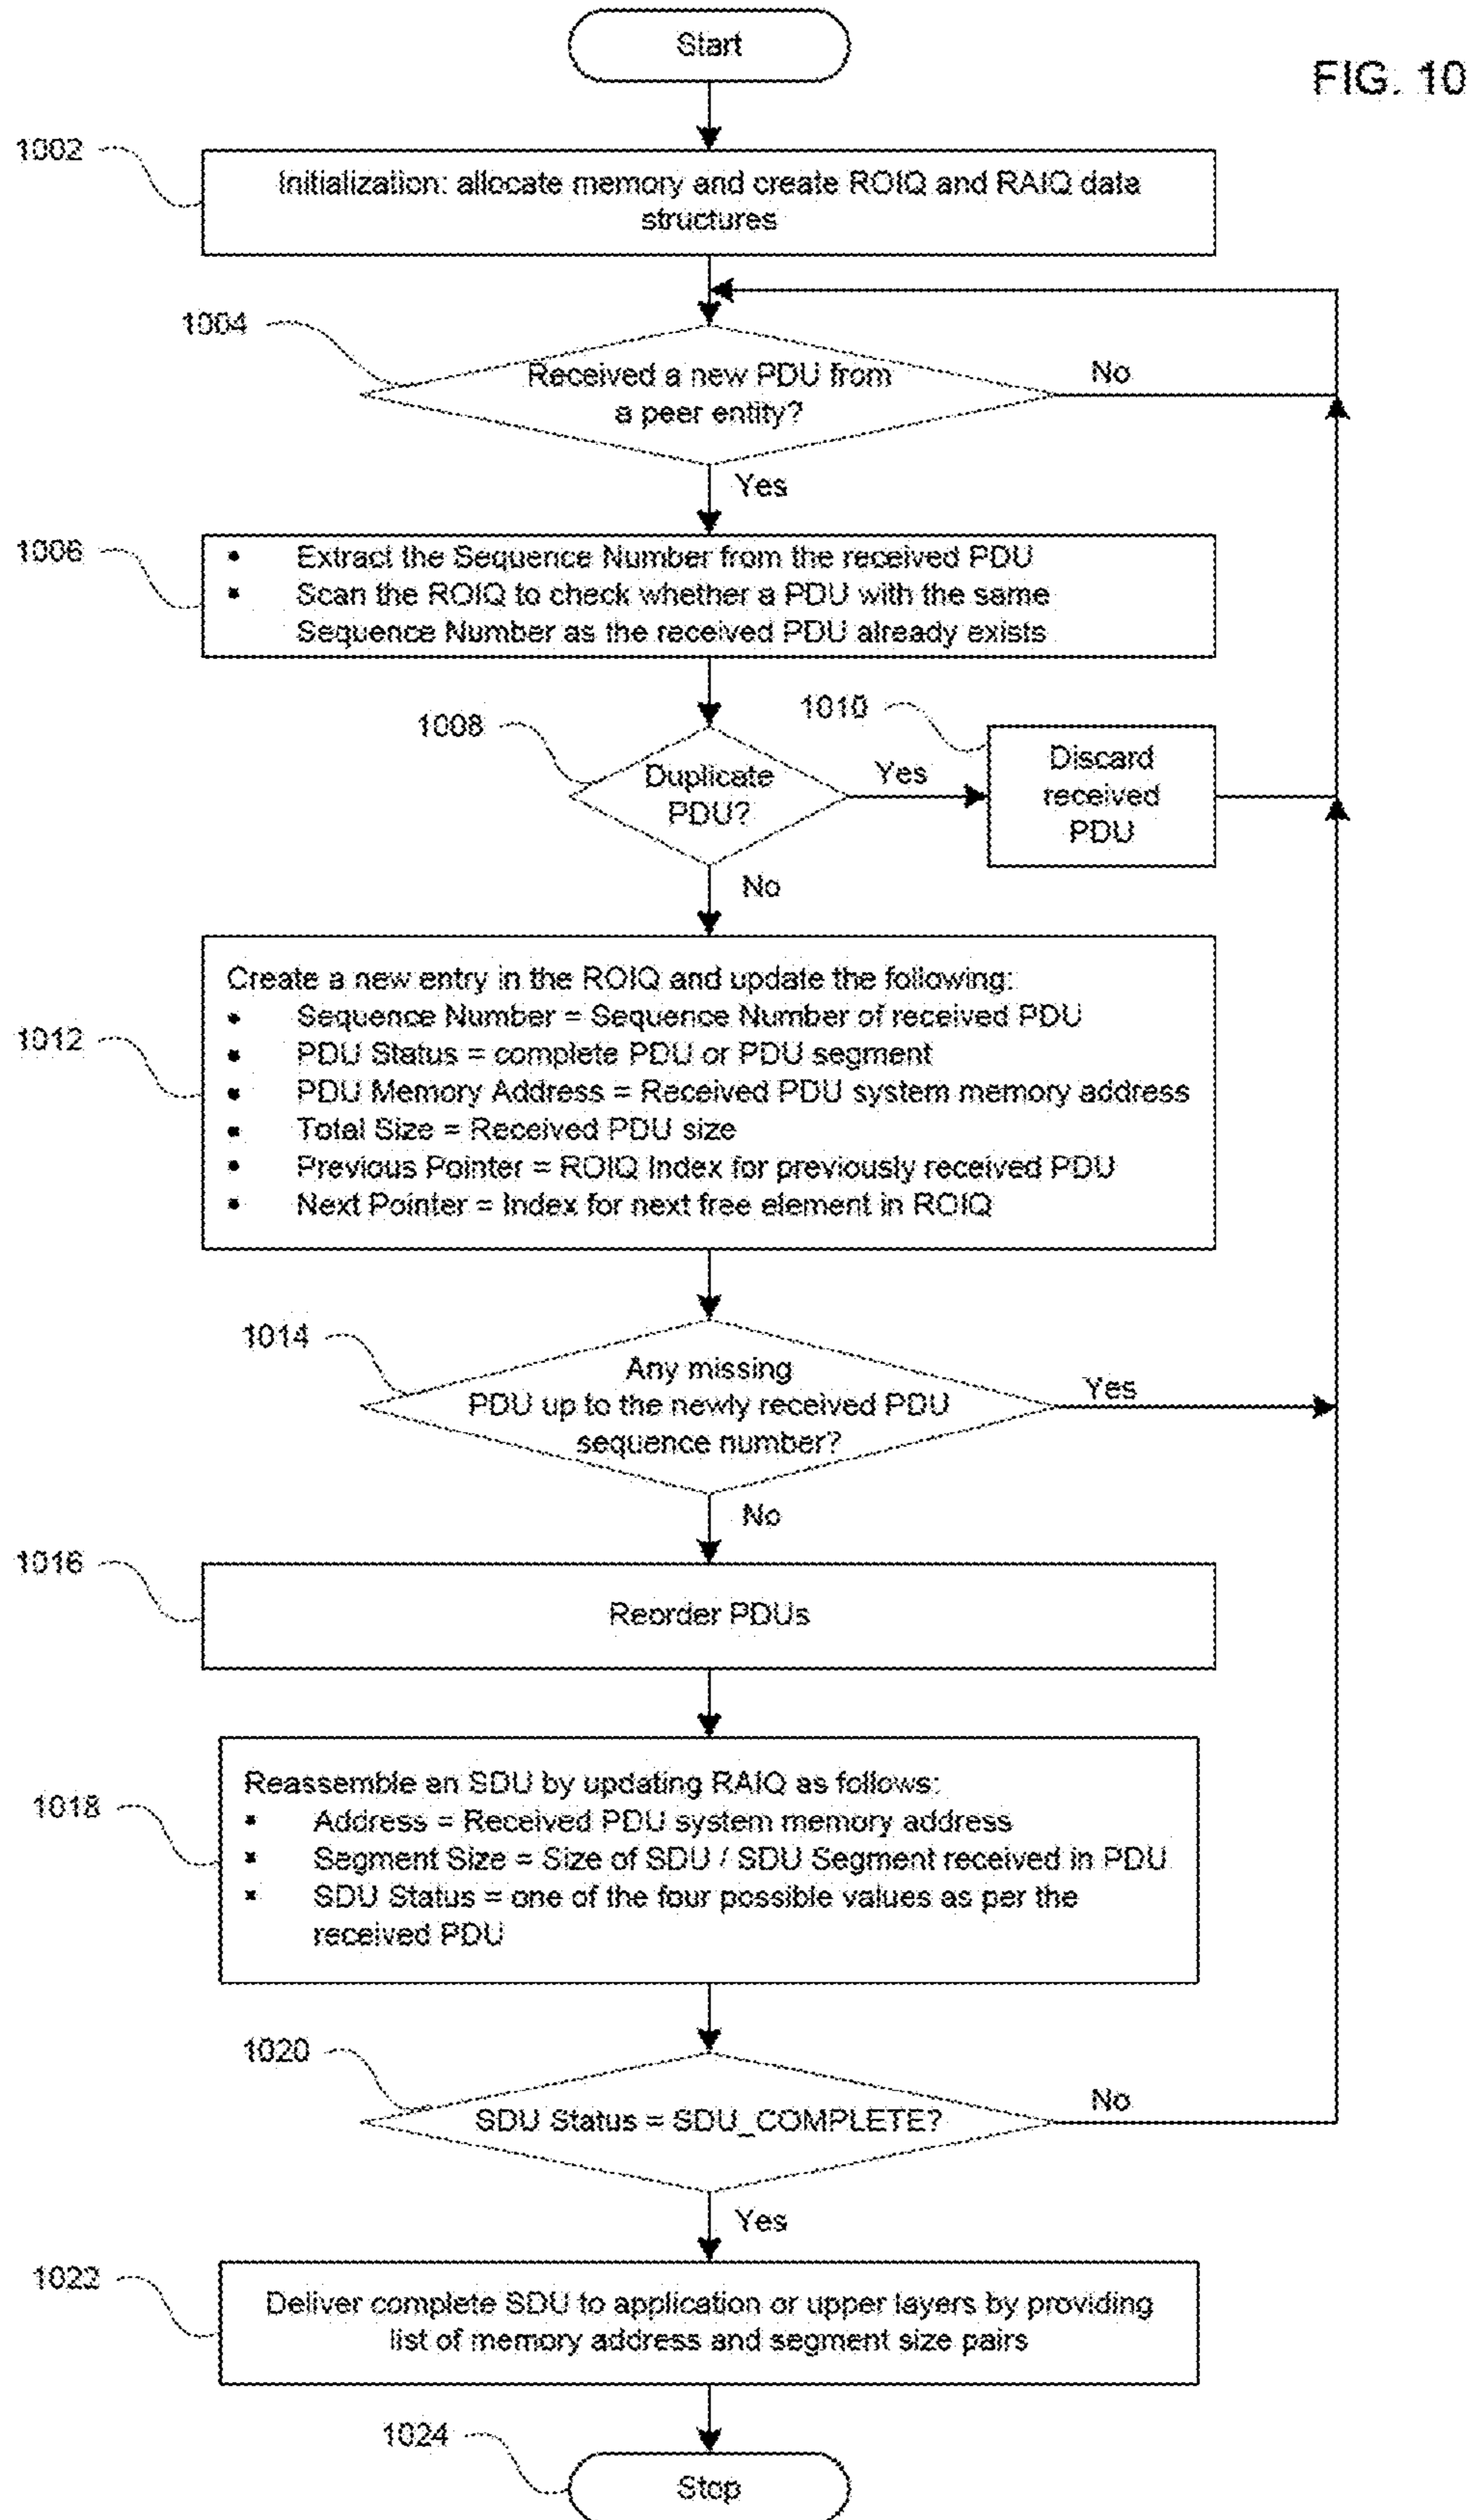 Start
FIG. 10
1002
Initialization: allocate memory and create ROIQ and RAIQ data
structures
1004
Received a new PDU from
a peer entity?
No
Yes
1006
• Extract the Sequence Number from the received PDU
• Scan the ROIQ to check whether a PDU with the same
Sequence Number as the received PDU already exists
1008
Duplicate
PDU?
Yes
1010
Discard
received
PDU
No
1012
Create a new entry in the ROIQ and update the following:
• Sequence Number = Sequence Number of received PDU
• PDU Status = complete PDU or PDU segment
• PDU Memory Address = Received PDU system memory address
• Total Size = Received PDU size
• Previous Pointer = ROIQ Index for previously received PDU
• Next Pointer = Index for next free element in ROIQ
1014
Any missing
PDU up to the newly received PDU
sequence number?
Yes
No
1016
Reorder PDUs
1018
Reassemble an SDU by updating RAIQ as follows:
• Address = Received PDU system memory address
• Segment Size = Size of SDU / SDU Segment received in PDU
• SDU Status = one of the four possible values as per the
received PDU
1020
SDU Status = SDU_COMPLETE?
No
Yes
1022
Deliver complete SDU to application or upper layers by providing
list of memory address and segment size pairs
1024
Stop